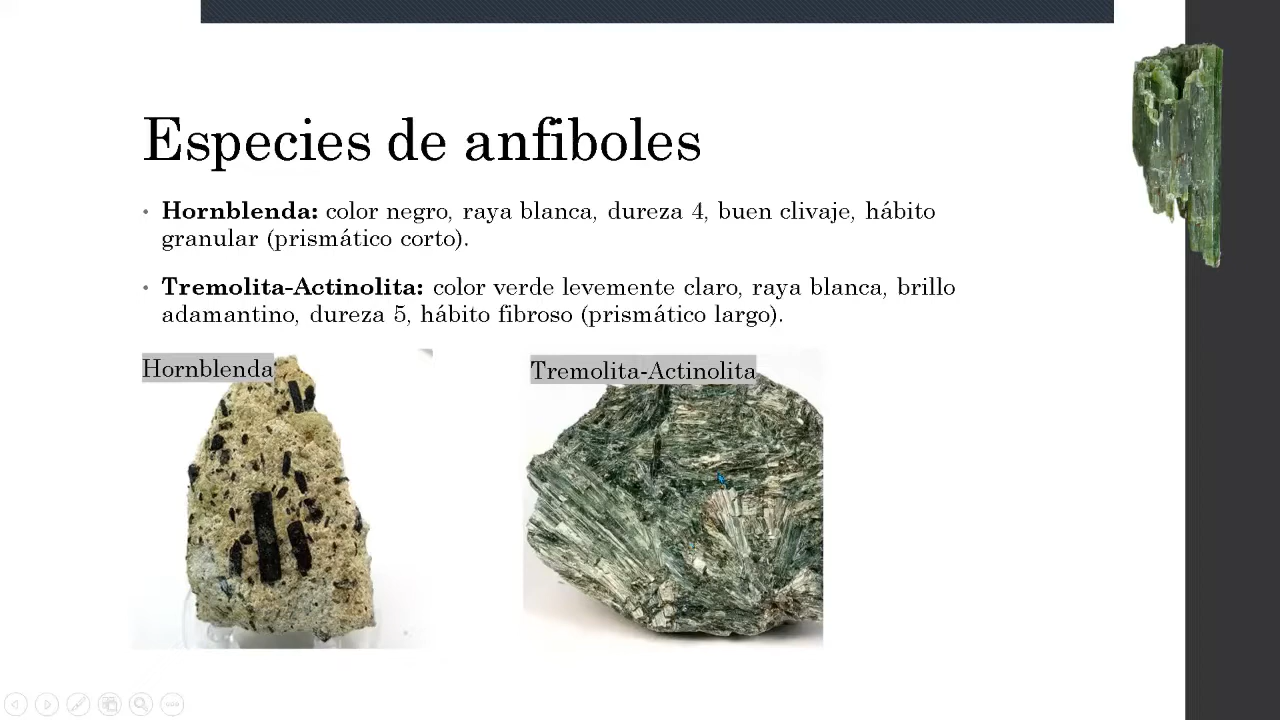 Especies de anfiboles
• Hornblenda: color negro, raya blanca, dureza 4, buen clivaje, hábito
granular (prismático corto).
• Tremolita-Actinolita: color verde levemente claro, raya blanca, brillo
adamantino, dureza 5, hábito fibroso (prismático largo).
Hornblenda
Tremolita-Actinolita